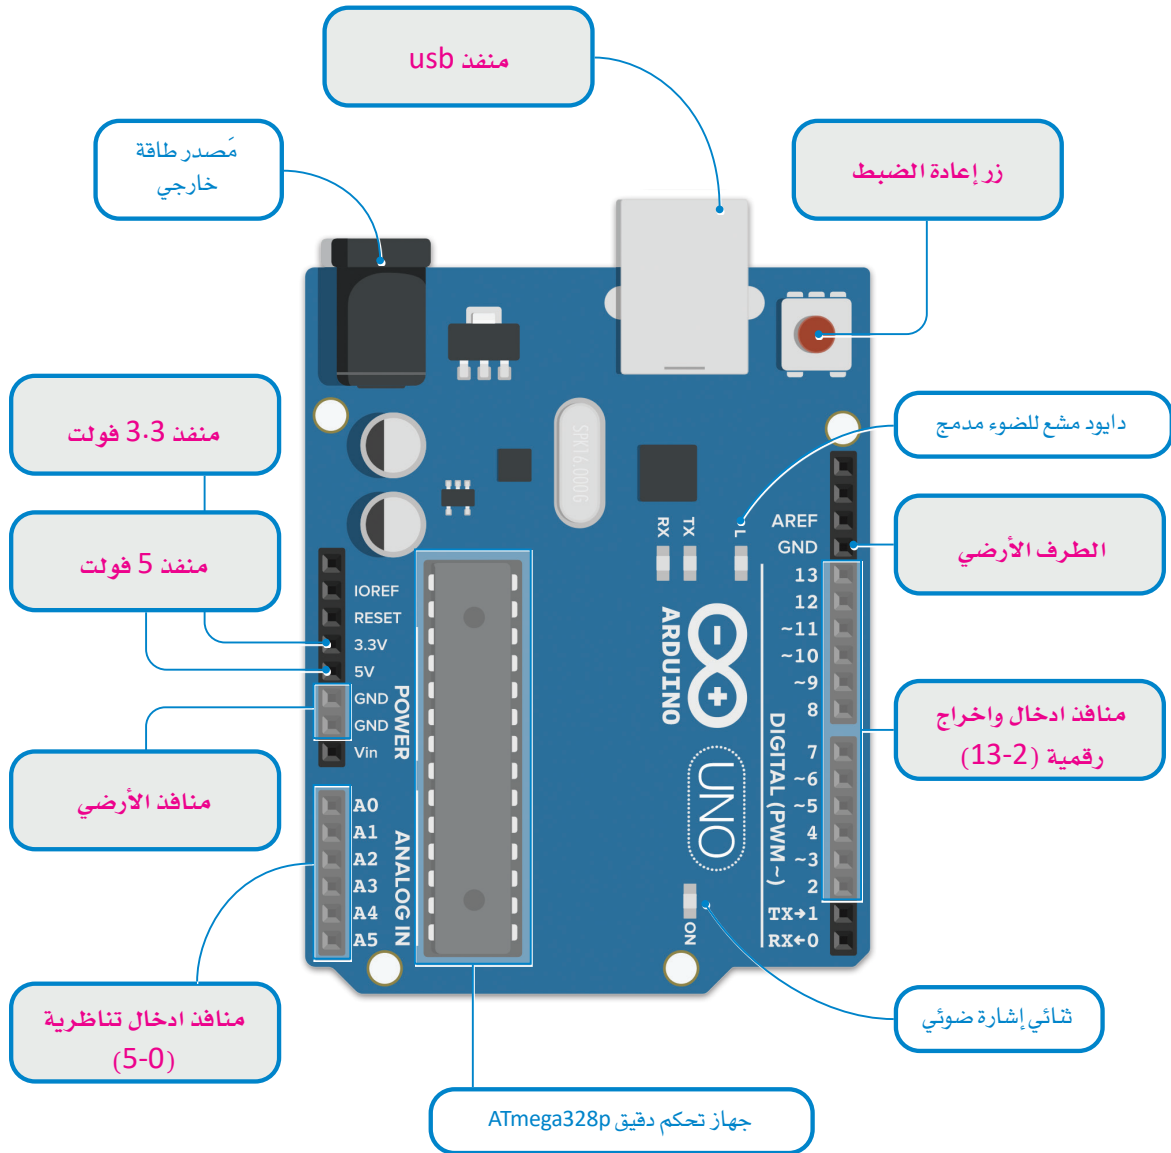 منفذ usb
مَصدر طاقة
خارجي
زر إعادة الضبط
منفذ 3.3 فولت
دايود مشع للضوء مدمج
منفذ 5 فولت
الطرف الأرضي
منافذ ادخال واخراج
رقمية (2-13)
منافذ الأرضي
منافذ ادخال تناظرية
(0-5)
ثنائي إشارة ضوئي
جهاز تحكم دقيق ATmega328p
SPK16.000G
RX
TX
L
AREF
GND
13
12
~11
~10
~9
8
7
~6
~5
4
~3
2
TX→1
RX←0
DIGITAL (PWM ~)
IOREF
RESET
3.3V
5V
GND
GND
Vin
POWER
A0
A1
A2
A3
A4
A5
ANALOG IN
ARDUINO
UNO
ON